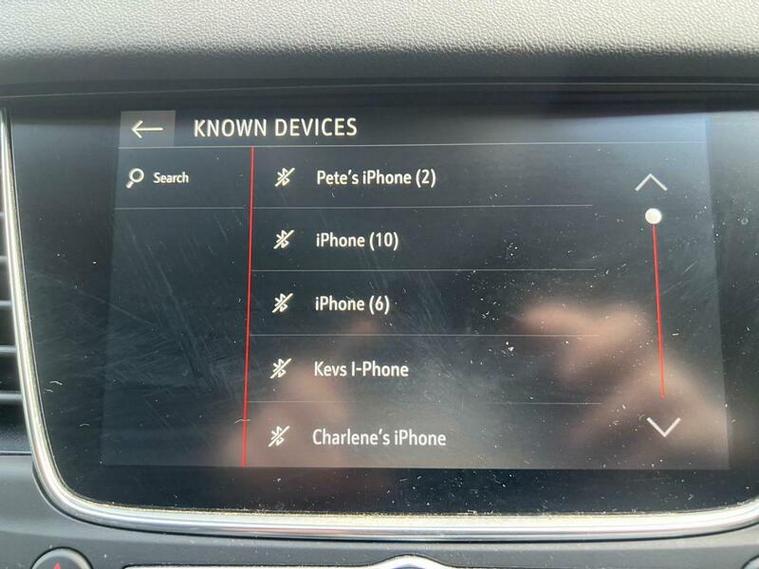 KNOWN DEVICES
Search
Pete's iPhone (2)
iPhone (10)
iPhone (6)
Kevs I-Phone
Charlene's iPhone